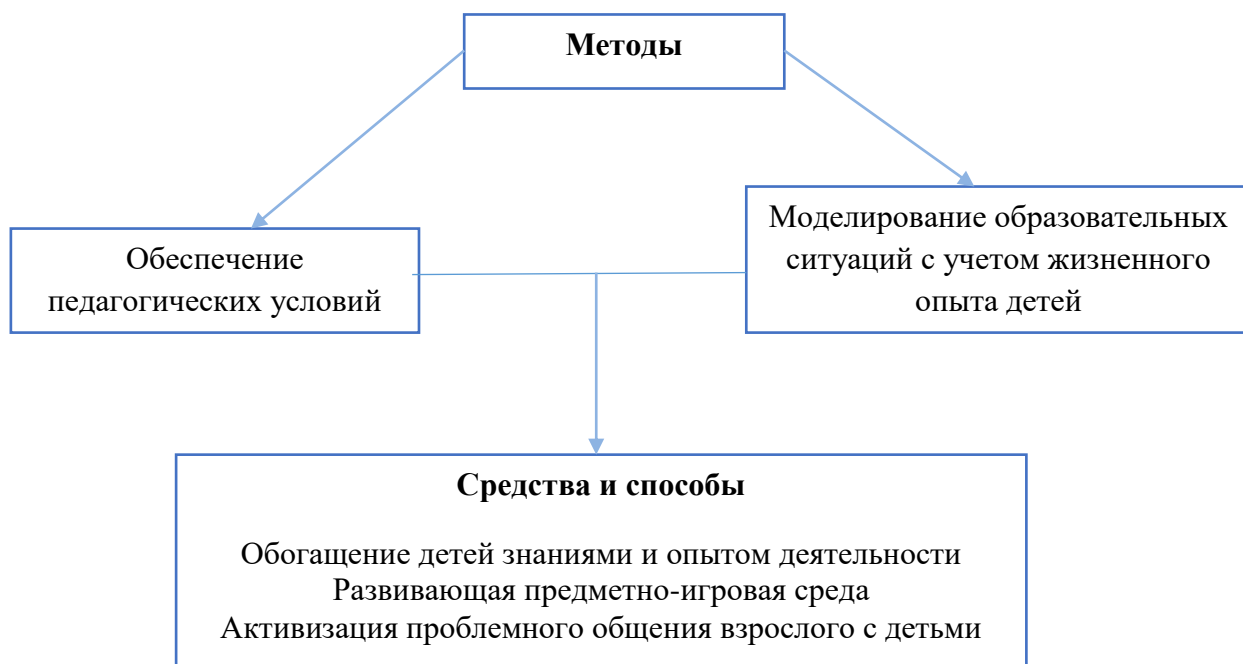 Методы
Обеспечение
педагогических условий
Моделирование образовательных
ситуаций с учетом жизненного
опыта детей
Средства и способы
Обогащение детей знаниями и опытом деятельности
Развивающая предметно-игровая среда
Активизация проблемного общения взрослого с детьми